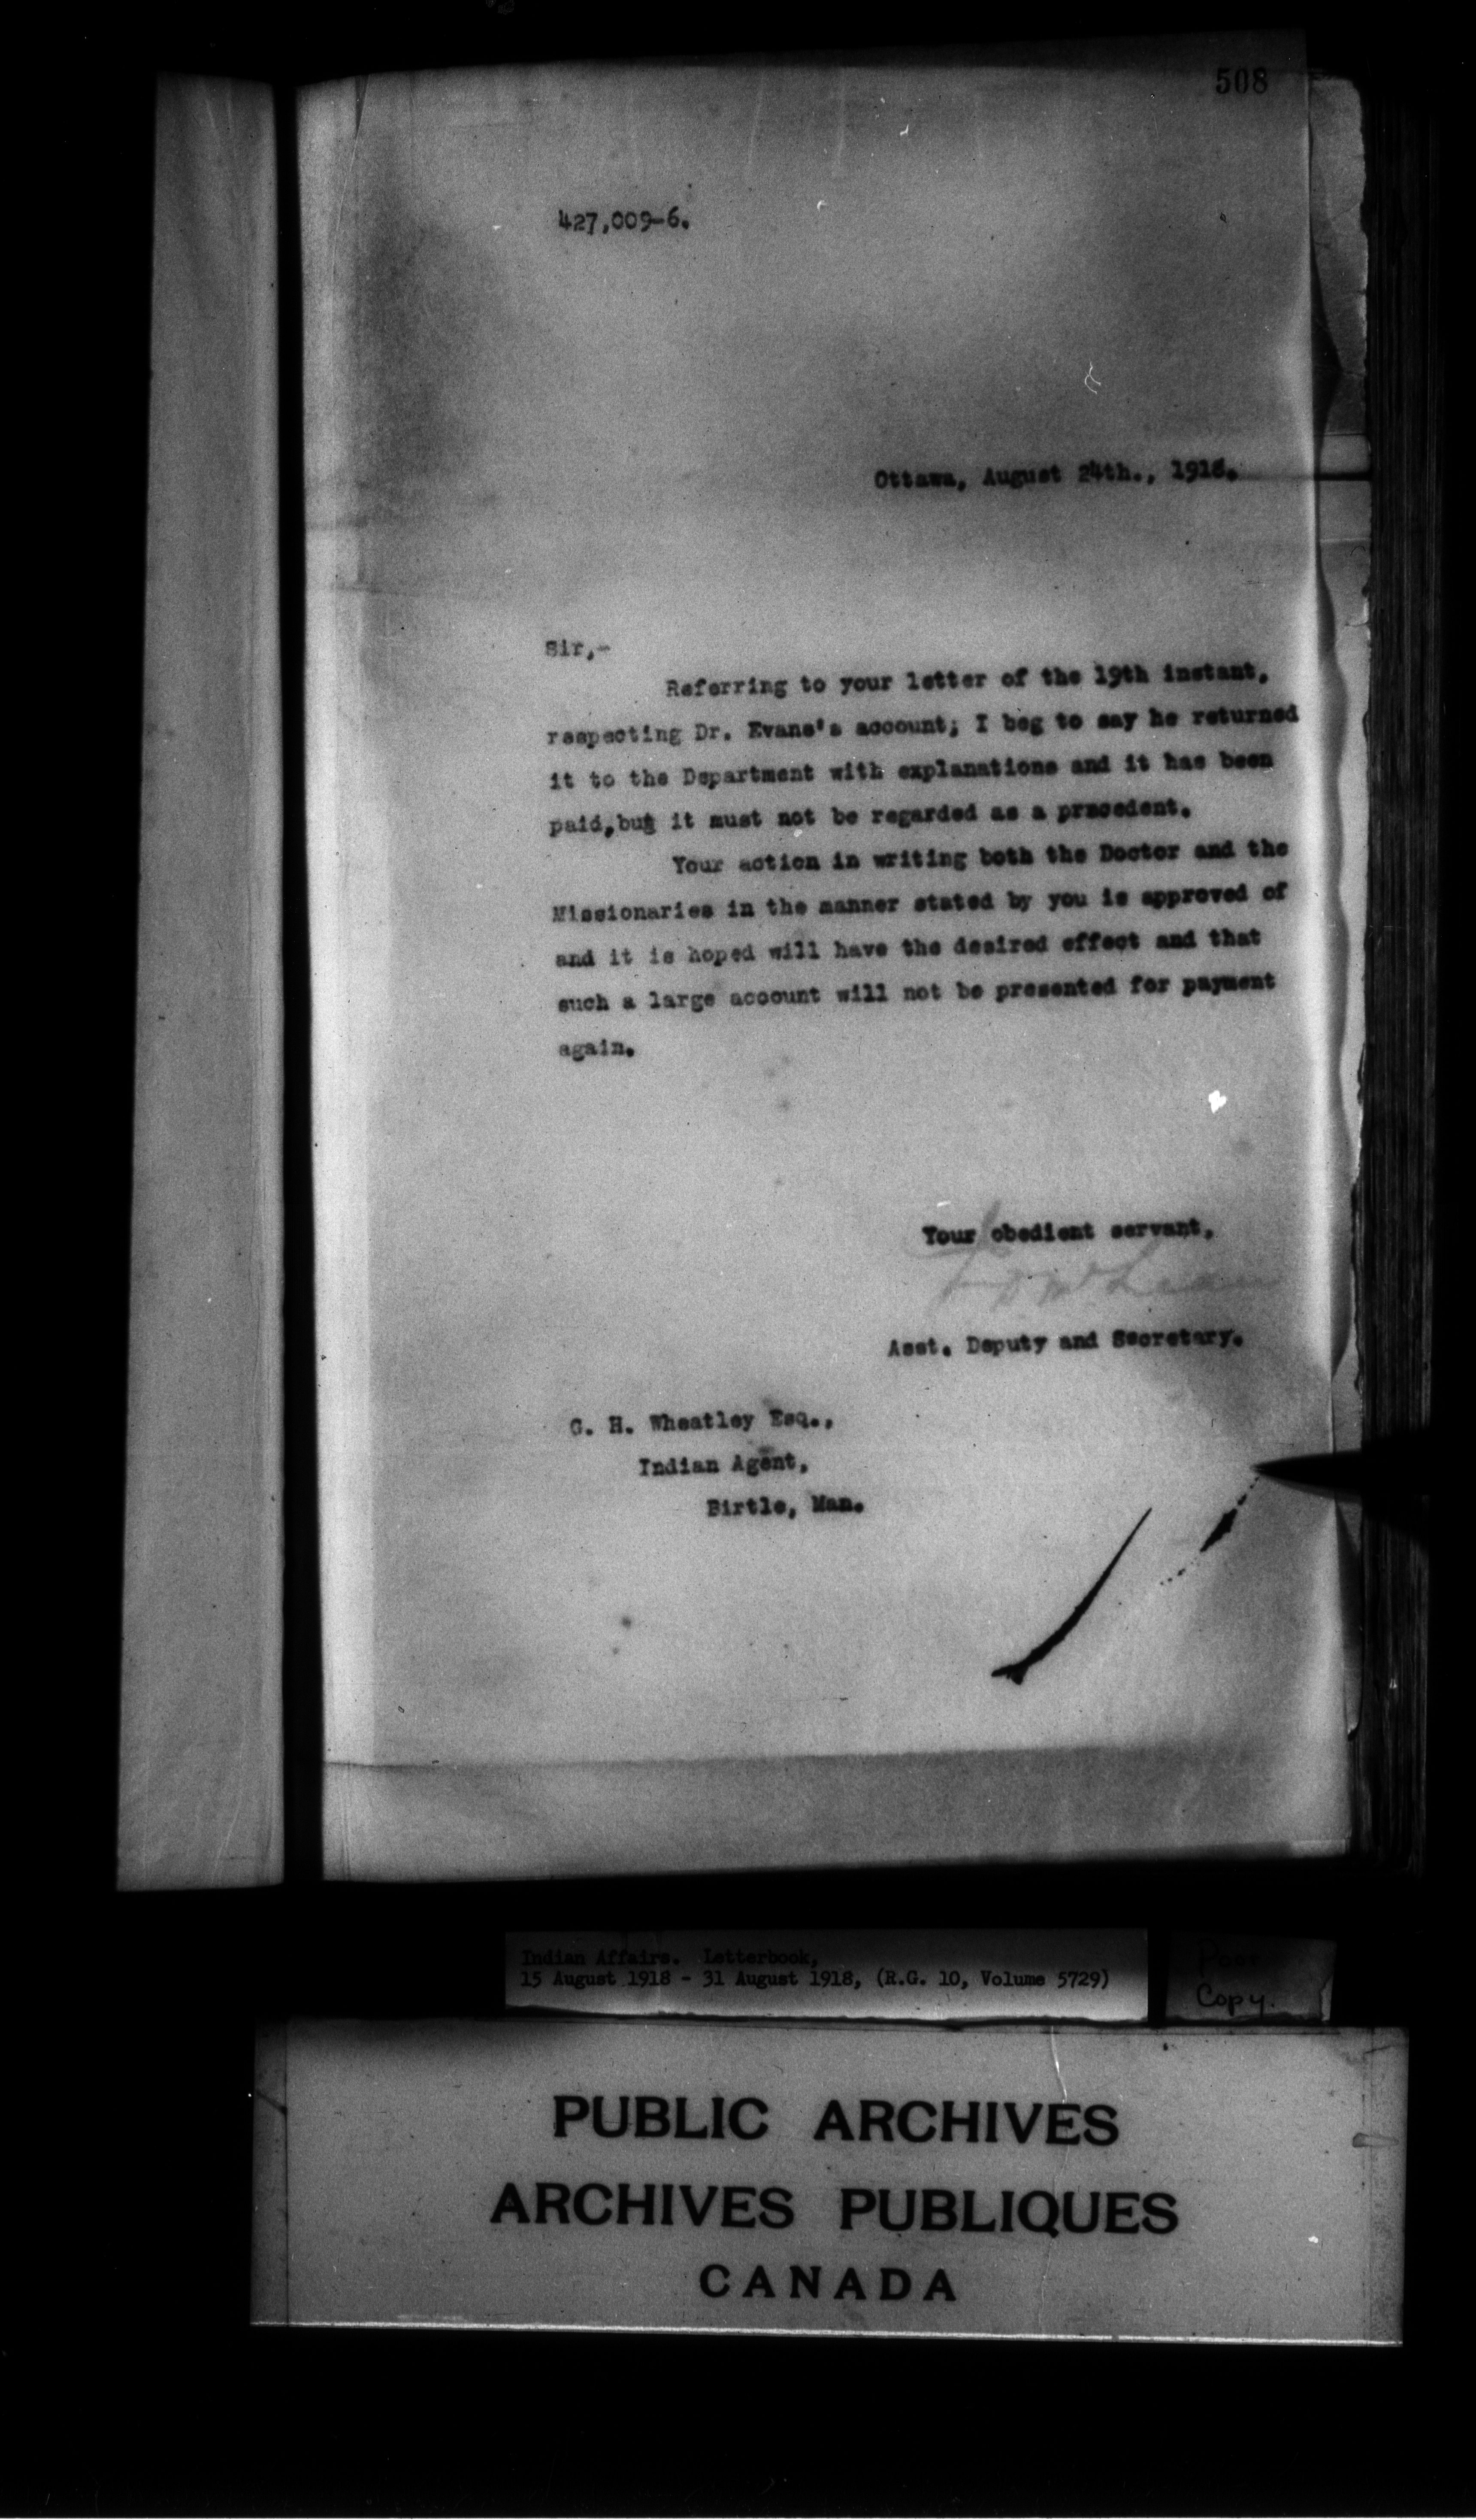 508
427,009-6.
Ottawa, August 24th., 1918.
Sir,-
Referring to your letter of the 19th instant,
respecting Dr. Evans's account; I beg to say he returned
it to the Department with explanations and it has been
paid, but it must not be regarded as a precedent.
Your action in writing both the Doctor and the
Missionaries in the manner stated by you is approved of
and it is hoped will have the desired effect and that
such a large account will not be presented for payment
again.
Your obedient servant,
J D McLean
Asst. Deputy and Secretary.
G. H. Wheatley Esq.,
Indian Agent,
Birtle, Man.
Indian Affairs. Letterbook,
15 August 1918 - 31 August 1918, (R.G. 10, Volume 5729)
Poor
Copy.
PUBLIC ARCHIVES
ARCHIVES PUBLIQUES
CANADA